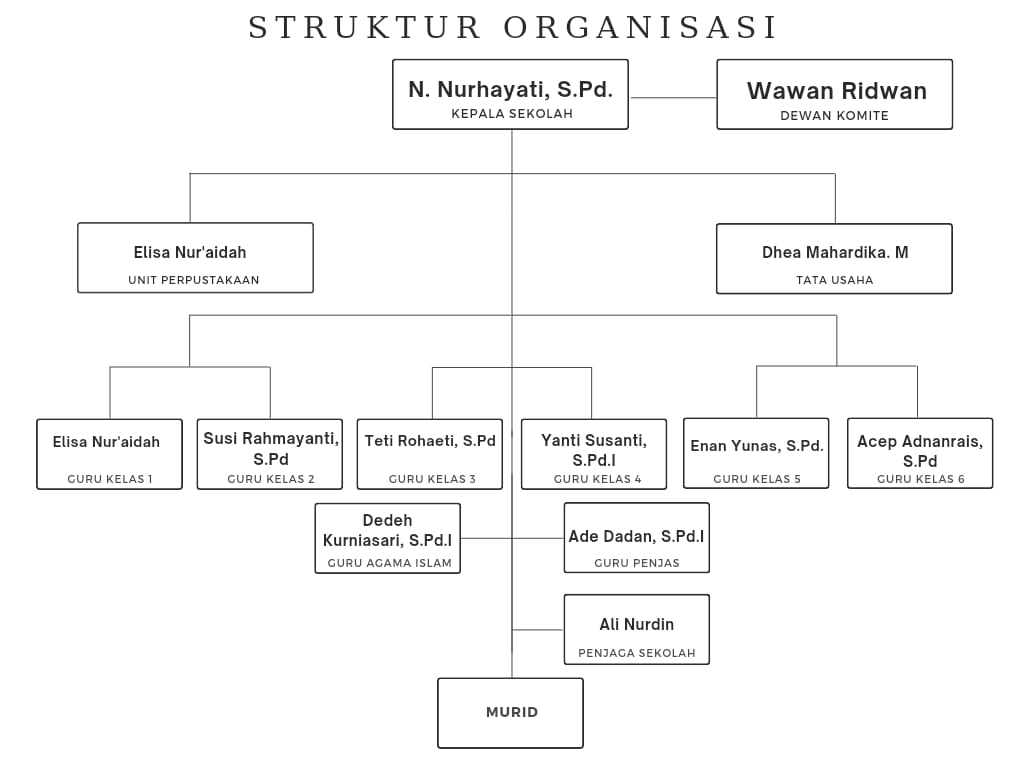 STRUKTUR ORGANISASI
N. Nurhayati, S.Pd.
KEPALA SEKOLAH
Wawan Ridwan
DEWAN KOMITE
Elisa Nur'aidah
UNIT PERPUSTAKAAN
Dhea Mahardika. M
TATA USAHA
Elisa Nur'aidah
GURU KELAS 1
Susi Rahmayanti,
S.Pd
GURU KELAS 2
Teti Rohaeti, S.Pd
GURU KELAS 3
Yanti Susanti,
S.Pd.I
GURU KELAS 4
Enan Yunas, S.Pd.
GURU KELAS 5
Acep Adnanrais,
S.Pd
GURU KELAS 6
Dedeh
Kurniasari, S.Pd.I
GURU AGAMA ISLAM
Ade Dadan, S.Pd.I
GURU PENJAS
Ali Nurdin
PENJAGA SEKOLAH
MURID